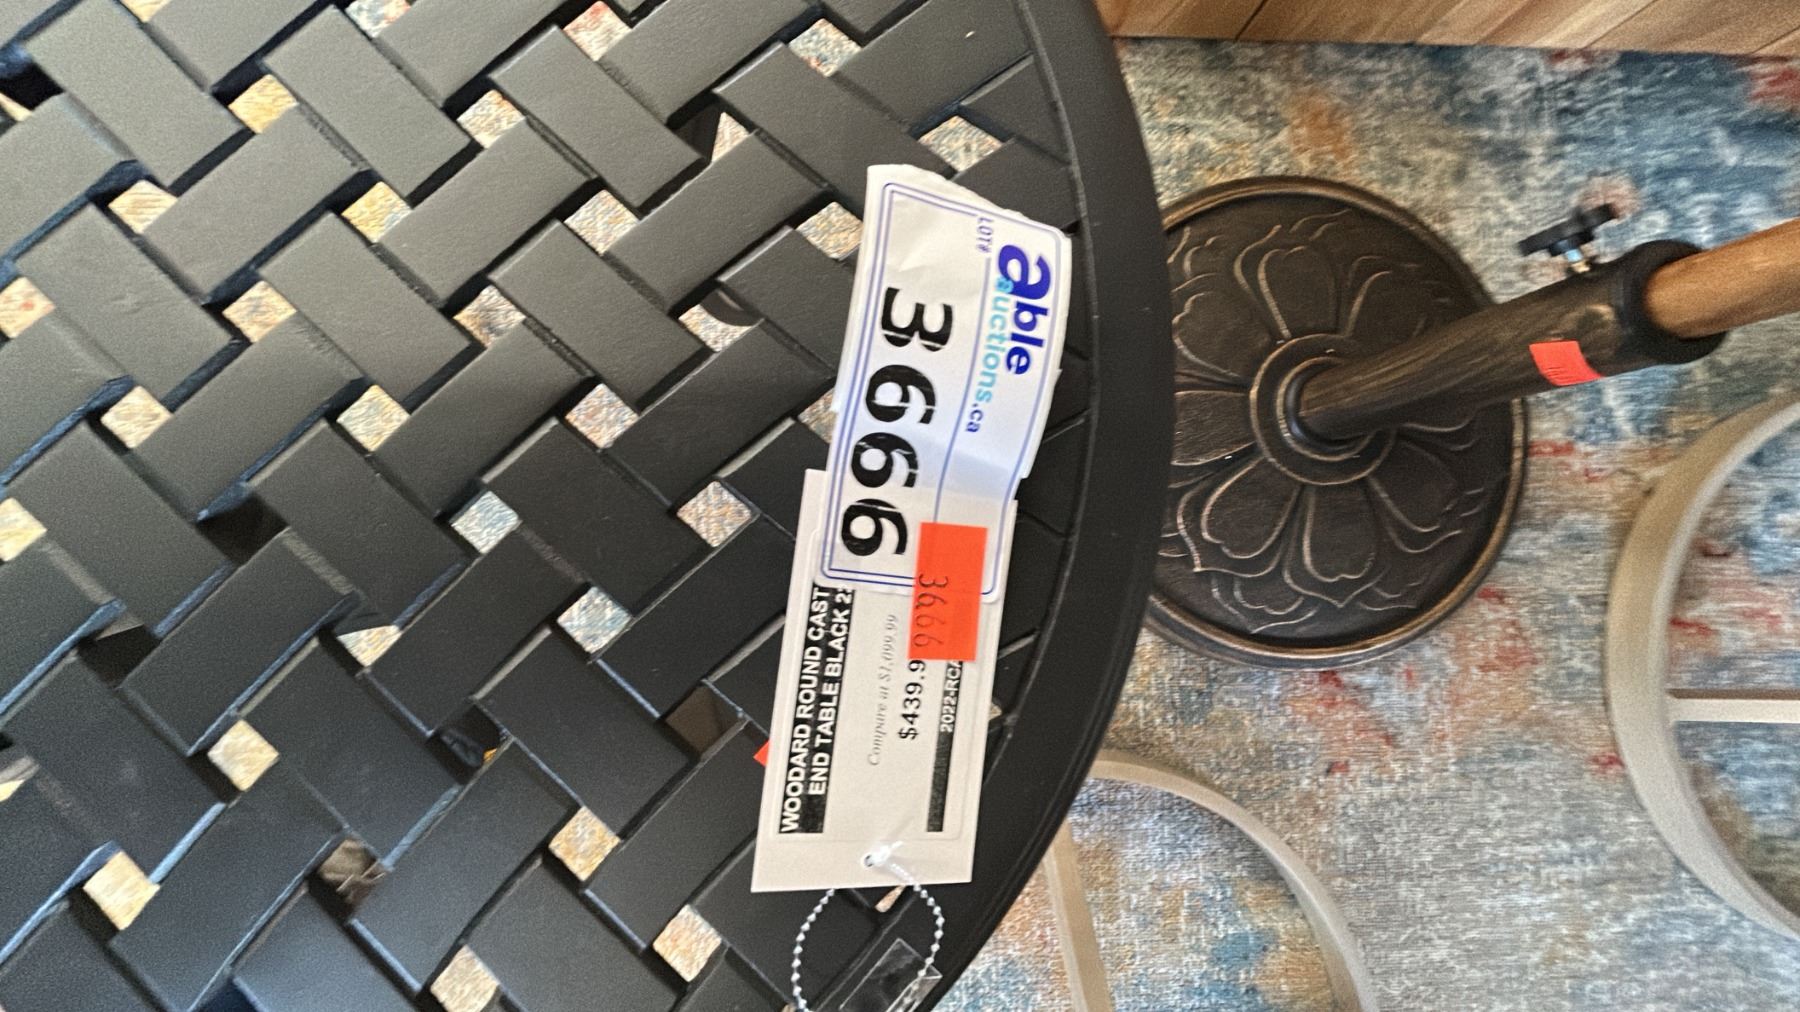 LOT#
able
auctions.ca
3666
3666
WOODARD ROUND CAST
END TABLE BLACK 2
Compare at $1,099.99
$439.9
2022-RC